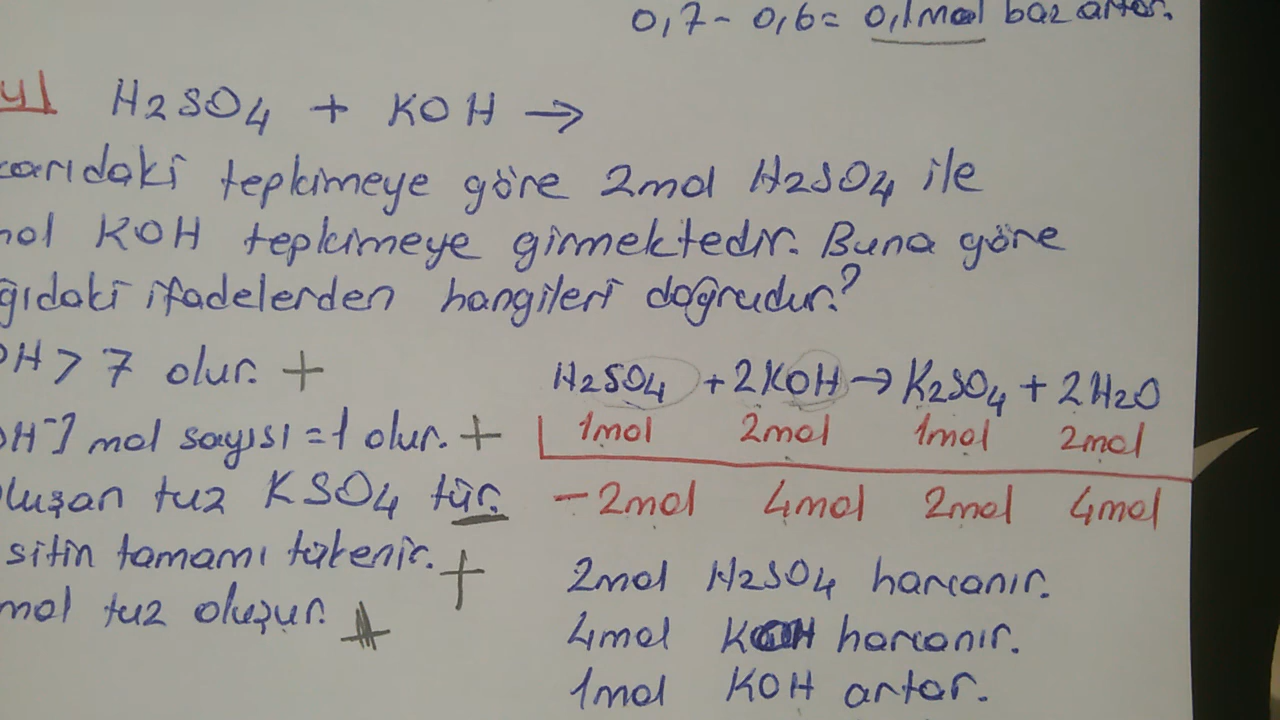 0,7 - 0,6 = 0,1mol baz artar.
H2SO4 + KOH →
tepkimeye göre 2mol H2SO4 ile
KOH tepkimeye girmektedir. Buna göre
ifadelerden hangileri doğrudur?
> 7 olur. +
mol sayısı = 1 olur. +
tuz KSO4 tür.
tamamı tükenir. +
tuz oluşur. +
H2SO4 + 2KOH → K2SO4 + 2H2O
1mol 2mol 1mol 2mol
- 2mol 4mol 2mol 4mol
2mol H2SO4 harcanır.
4mol KOH harcanır.
1mol KOH artar.